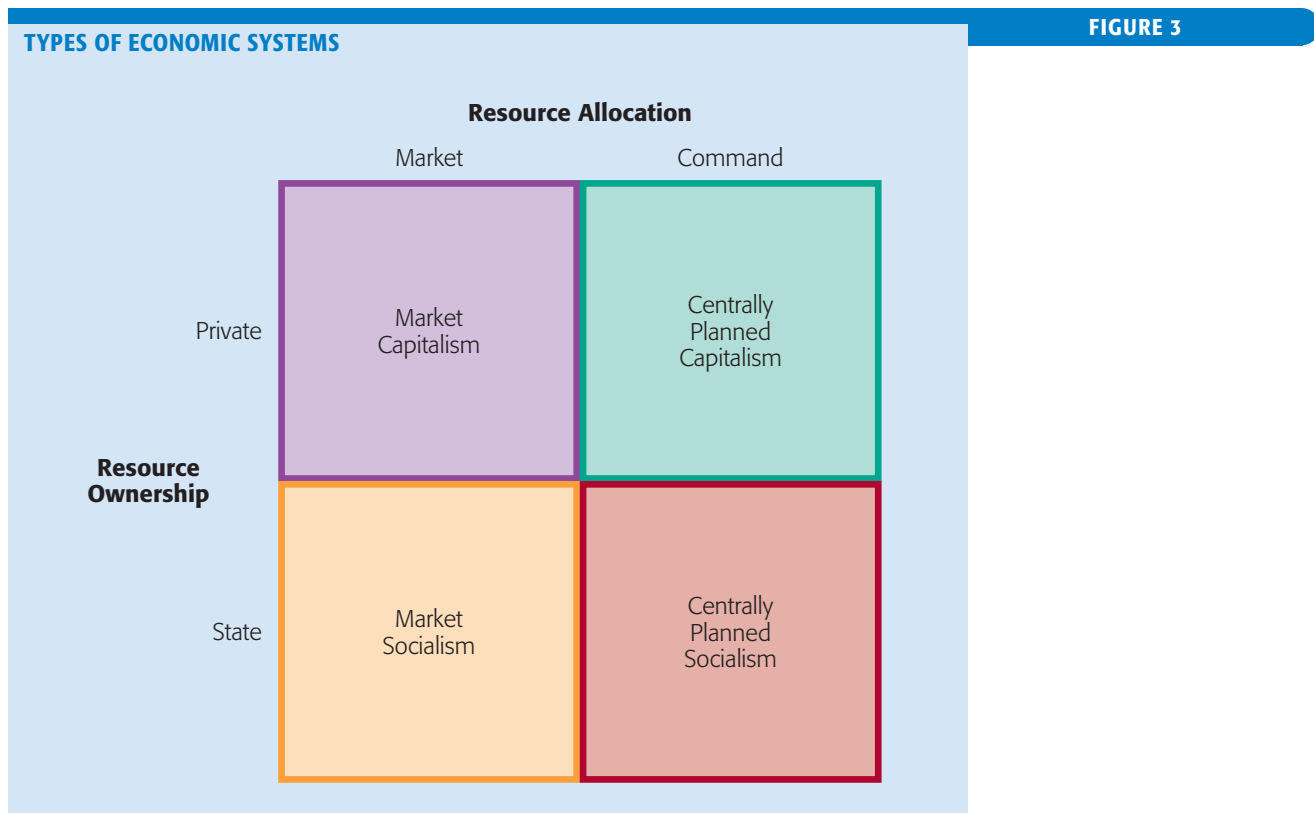 FIGURE 3
TYPES OF ECONOMIC SYSTEMS
Resource Allocation
Market
Command
Private
Market
Capitalism
Centrally
Planned
Capitalism
Resource
Ownership
State
Market
Socialism
Centrally
Planned
Socialism